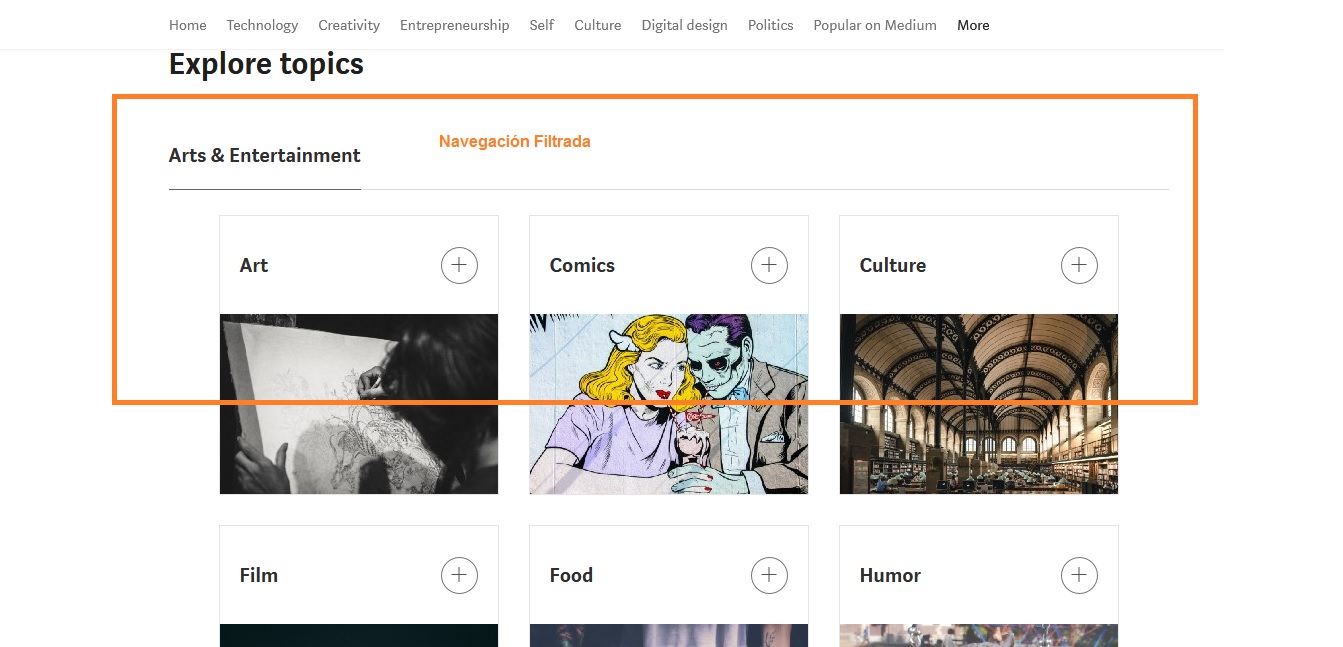 Home Technology Creativity Entrepreneurship Self Culture Digital design Politics Popular on Medium More
Explore topics
Navegación Filtrada
Arts & Entertainment
Art
Comics
Culture
Film
Food
Humor